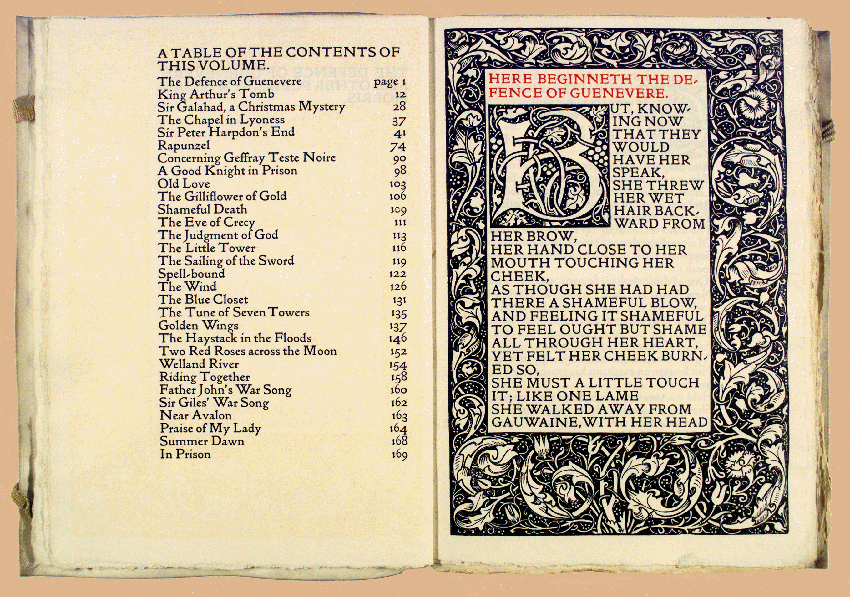 A TABLE OF THE CONTENTS OF
THIS VOLUME.
The Defence of Guenevere page 1
King Arthur's Tomb 12
Sir Galahad, a Christmas Mystery 28
The Chapel in Lyoness 37
Sir Peter Harpdon's End 41
Rapunzel 74
Concerning Geffray Teste Noire 90
A Good Knight in Prison 98
Old Love 103
The Gilliflower of Gold 106
Shameful Death 109
The Eve of Crecy 111
The Judgment of God 113
The Little Tower 116
The Sailing of the Sword 119
Spell-bound 122
The Wind 126
The Blue Closet 131
The Tune of Seven Towers 135
Golden Wings 137
The Haystack in the Floods 146
Two Red Roses across the Moon 152
Welland River 154
Riding Together 158
Father John's War Song 160
Sir Giles' War Song 162
Near Avalon 163
Praise of My Lady 164
Summer Dawn 168
In Prison 169
HERE BEGINNETH THE DE-
FENCE OF GUENEVERE.
BUT, KNOW-
ING NOW
THAT THEY
WOULD
HAVE HER
SPEAK,
SHE THREW
HER WET
HAIR BACK-
WARD FROM
HER BROW,
HER HAND CLOSE TO HER
MOUTH TOUCHING HER
CHEEK,
AS THOUGH SHE HAD HAD
THERE A SHAMEFUL BLOW,
AND FEELING IT SHAMEFUL
TO FEEL OUGHT BUT SHAME
ALL THROUGH HER HEART,
YET FELT HER CHEEK BURN-
ED SO,
SHE MUST A LITTLE TOUCH
IT; LIKE ONE LAME
SHE WALKED AWAY FROM
GAUWAINE, WITH HER HEAD